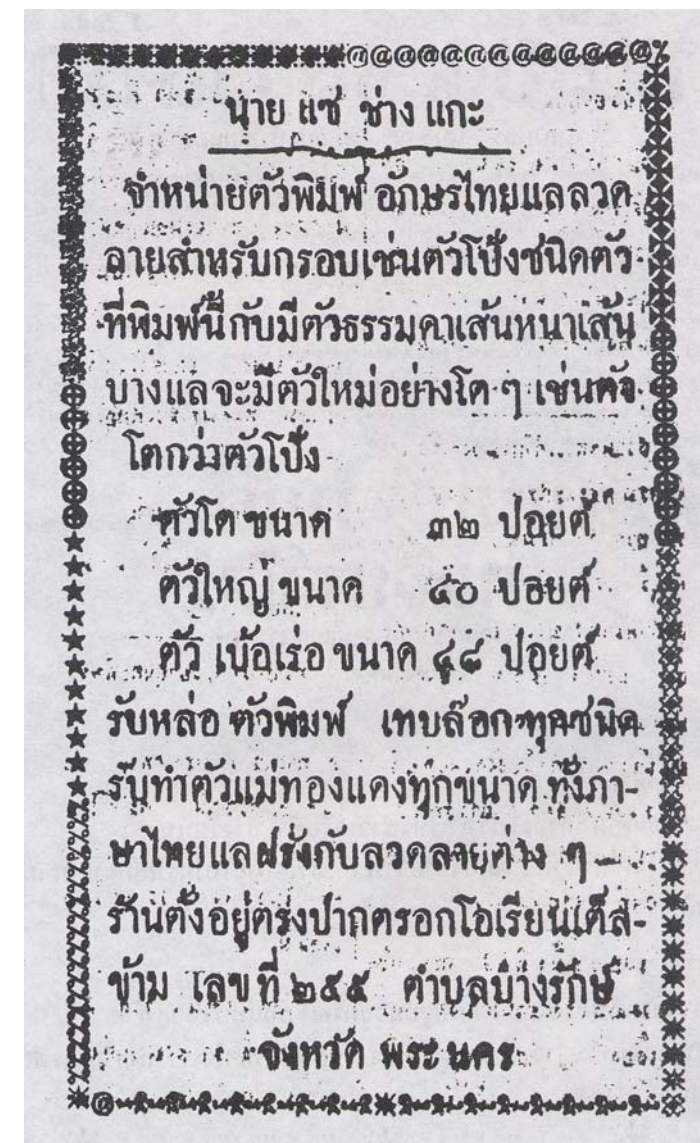 นาย แซ่ ช่าง แกะ
จำหน่ายตัวพิมพ์ อักษรไทยแลลวด
ลายสำหรับกรอบเช่นตัวโป้งชนิดตัว
ที่พิมพ์นี้ กับมีตัวธรรมดาเส้นหนาเส้น
บางแลจะมีตัวใหม่อย่างโต ๆ เช่นตัว
โตกว่าตัวโป้ง
ตัวโต ขนาด ๓๒ ปอยต์
ตัวใหญ่ ขนาด ๔๐ ปอยต์
ตัว เบ้อเร่อ ขนาด ๔๘ ปอยต์
รับหล่อ ตัวพิมพ์ เทบล๊อกทุกชนิด
รับทำตัวแม่ทองแดงทุกขนาด ทั้งภา-
ษาไทยแลฝรั่งกับลวดลายต่าง ๆ
ร้านตั้งอยู่ตรงปากตรอกโอเรียนเต็ล-
ข้าม เลขที่ ๒๕๕ ตำบลบางรักษ์
จังหวัด พระนคร